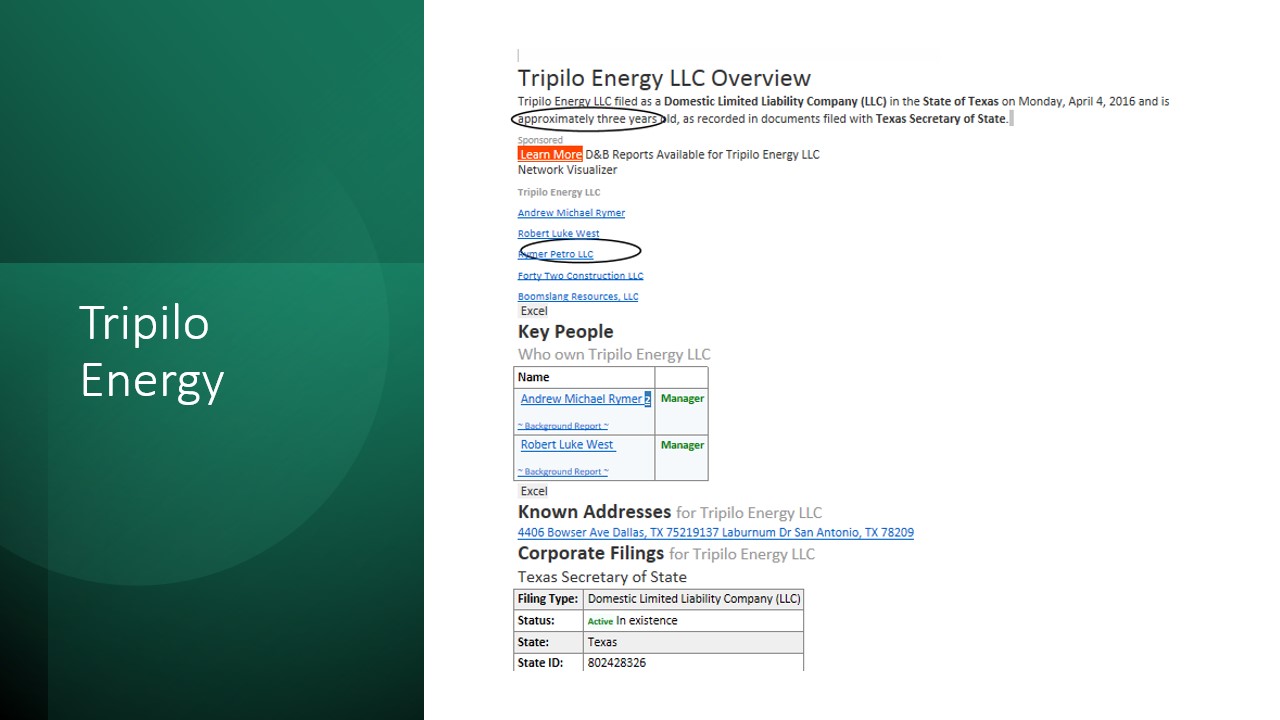 Tripilo
Energy
Tripilo Energy LLC Overview
Tripilo Energy LLC filed as a Domestic Limited Liability Company (LLC) in the State of Texas on Monday, April 4, 2016 and is
approximately three years old, as recorded in documents filed with Texas Secretary of State.
Sponsored
Learn More D&B Reports Available for Tripilo Energy LLC
Network Visualizer
Tripilo Energy LLC
Andrew Michael Rymer
Robert Luke West
Rymer Petro LLC
Forty Two Construction LLC
Boomslang Resources, LLC
Excel
Key People
Who own Tripilo Energy LLC
Name
Andrew Michael Rymer 2 Manager
~ Background Report ~
Robert Luke West Manager
~ Background Report ~
Excel
Known Addresses for Tripilo Energy LLC
4406 Bowser Ave Dallas, TX 75219137 Laburnum Dr San Antonio, TX 78209
Corporate Filings for Tripilo Energy LLC
Texas Secretary of State
Filing Type: Domestic Limited Liability Company (LLC)
Status: Active In existence
State: Texas
State ID: 802428326